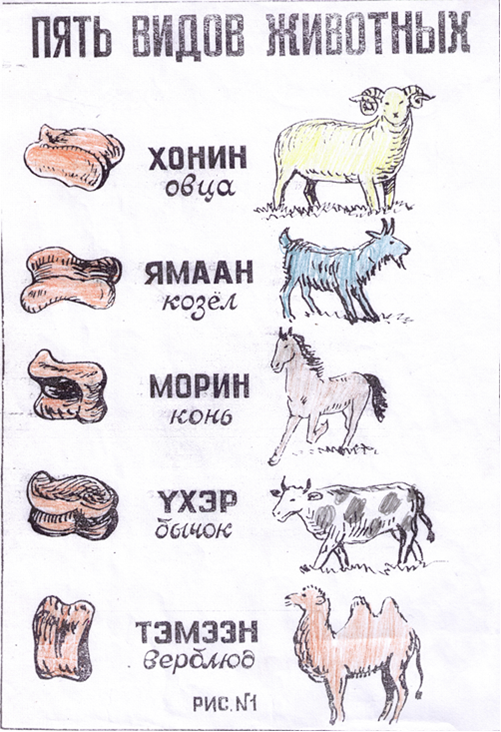 ПЯТЬ ВИДОВ ЖИВОТНЫХ
ХОНИН
овца
ЯМААН
козёл
МОРИН
конь
ҮХЭР
бычок
ТЭМЭЭН
верблюд
РИС.№1